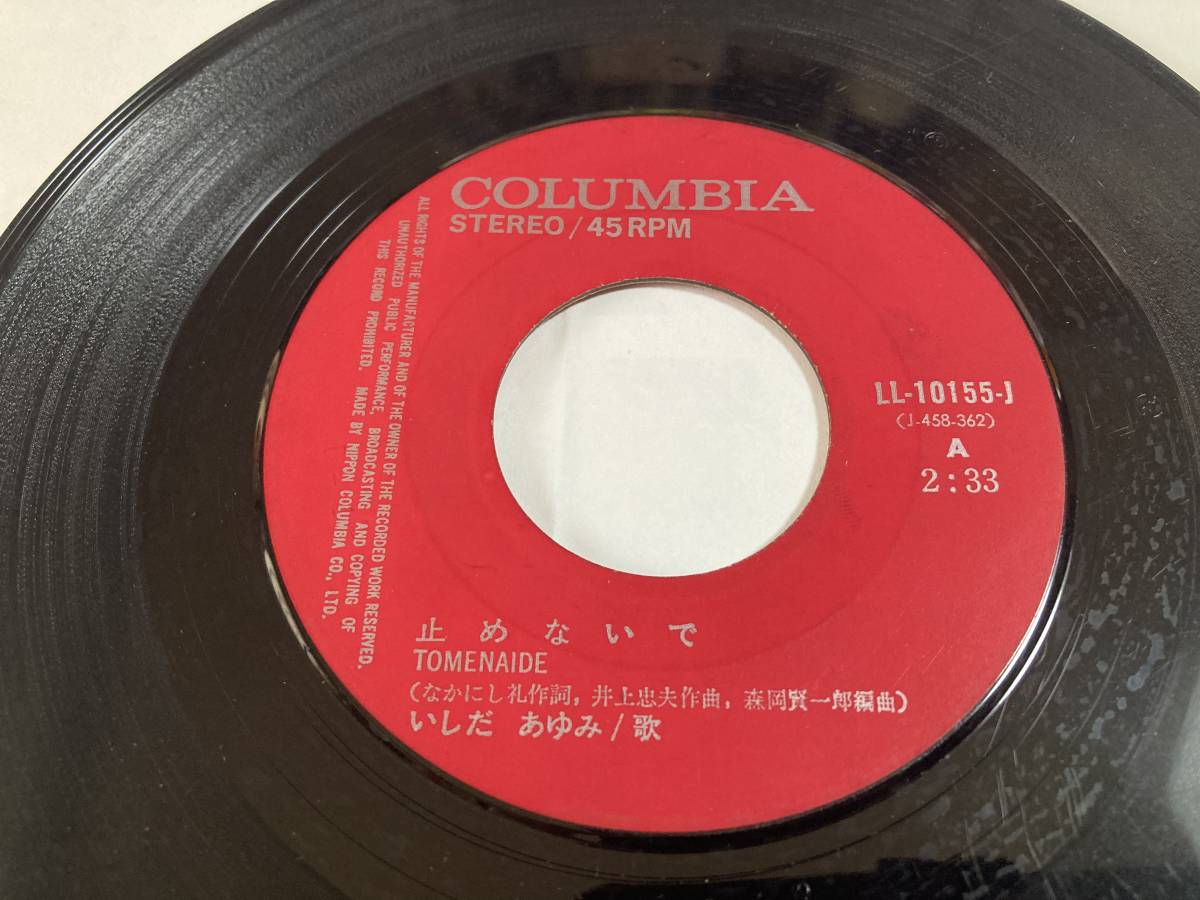 COLUMBIA
STEREO / 45 RPM
ALL RIGHTS OF THE MANUFACTURER AND OF THE OWNER OF THE RECORDED WORK RESERVED.
UNAUTHORIZED PUBLIC PERFORMANCE, BROADCASTING AND COPYING OF
THIS RECORD PROHIBITED. MADE BY NIPPON COLUMBIA CO., LTD.
LL-10155-J
(J-458-362)
A
2:33
止めないで
TOMENAIDE
(なかにし礼作詞, 井上忠夫作曲, 森岡賢一郎編曲)
いしだ あゆみ / 歌